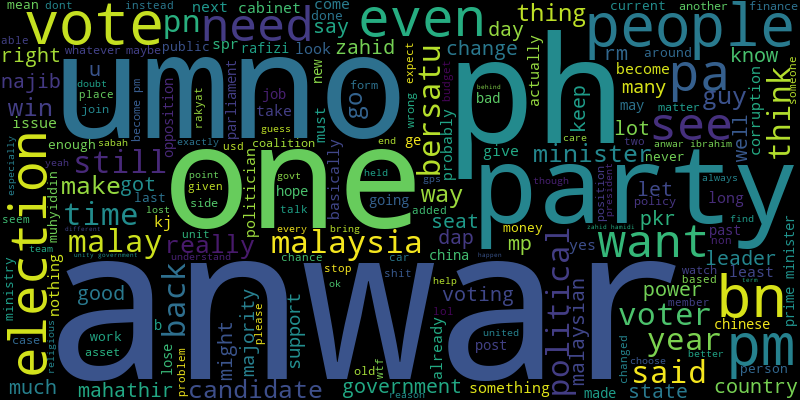 mean dont instead
able
whatever maybe
right
najib
win
issue
enough
u
doubt
place
join
vote
pn
next cabinet
public
spr
rafizi
need
come
done
say
look
zahid
even
day
thing
change
actually
current another finance
people
rm around
become
many
may
know
pa
guy
umno
become pm
rakyat
opposition
parliament
job
take
guess
usd
coalition
new
must
go
form
end
ge
expect
wrong
budget
bersatu
probably
ph
behind
bad
keep
give
care
minister
lot
issue
see
matter
two
never
anwar ibrahim
well
corruption
think
someone
especially
election
yeah
sabah
exactly
still
make
got
last
time
muhyiddin
seem
lost
kj
malay
team
unity government
different
politician
one
point
given
side
govt
hope
talk
held
going
gps
added
unit
every
bring
basically
way
seat
dap
china
mp
yes
party
though
president
position
policy
let
pkr
want
always
long
find
past
non
leader
really
understand
malaysia
chance
car
stop
shit
ok
happen
money
political
malaysian
ministry
nothing
religious
case
good
work
asset
back
b
lose
problem
mahathir
much
might
majority
please
support
candidate
anwar
help
lol
voting
united
post
already
old
wtf
reason
government
something
power
member
voter
year
said
made
state
changed
choose
better
watch
based
least
term
bn
chinese
pm
person
country
prime minister